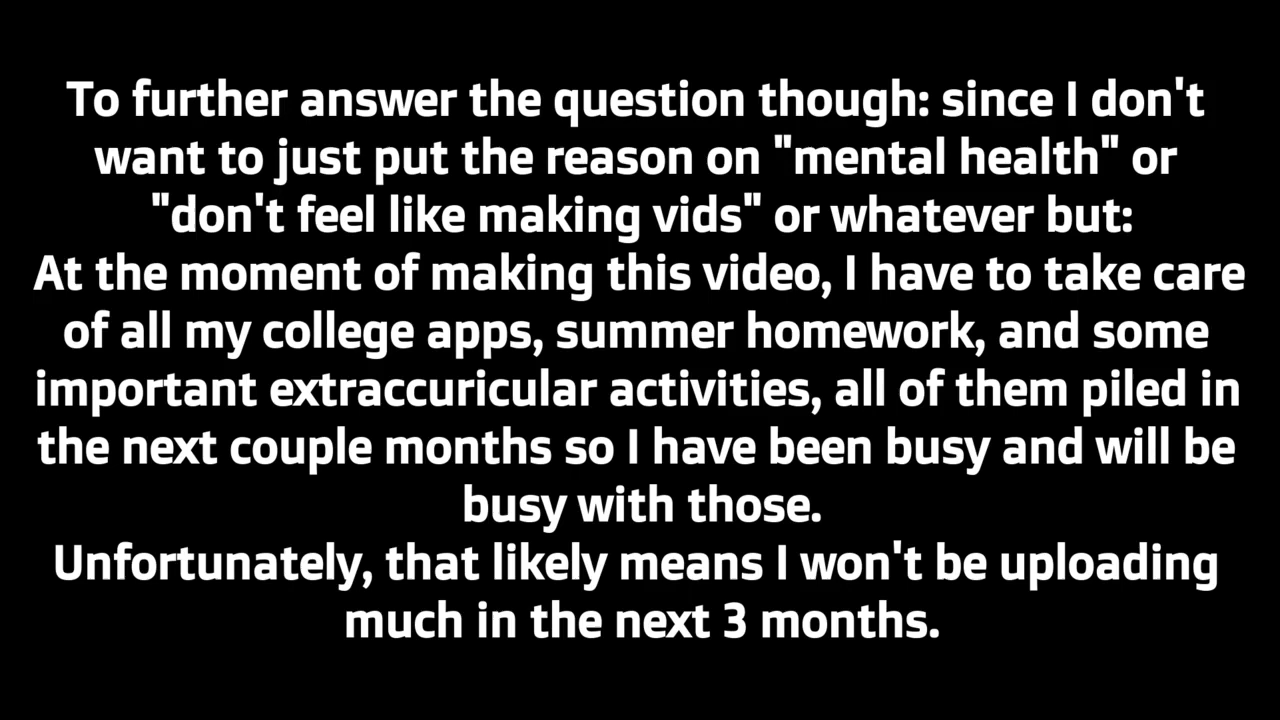 To further answer the question though: since I don't
want to just put the reason on "mental health" or
"don't feel like making vids" or whatever but:
At the moment of making this video, I have to take care
of all my college apps, summer homework, and some
important extraccuricular activities, all of them piled in
the next couple months so I have been busy and will be
busy with those.
Unfortunately, that likely means I won't be uploading
much in the next 3 months.